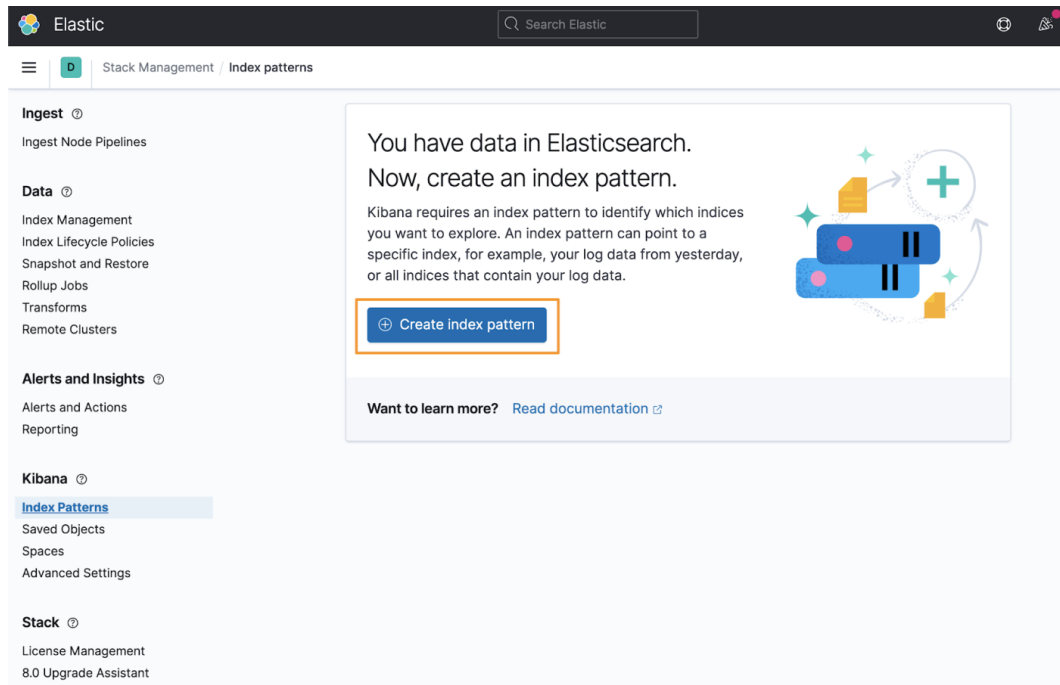 Elastic
Search Elastic
D
Stack Management / Index patterns
Ingest
Ingest Node Pipelines
Data
Index Management
Index Lifecycle Policies
Snapshot and Restore
Rollup Jobs
Transforms
Remote Clusters
Alerts and Insights
Alerts and Actions
Reporting
Kibana
Index Patterns
Saved Objects
Spaces
Advanced Settings
Stack
License Management
8.0 Upgrade Assistant
You have data in Elasticsearch.
Now, create an index pattern.
Kibana requires an index pattern to identify which indices
you want to explore. An index pattern can point to a
specific index, for example, your log data from yesterday,
or all indices that contain your log data.
Create index pattern
Want to learn more? Read documentation